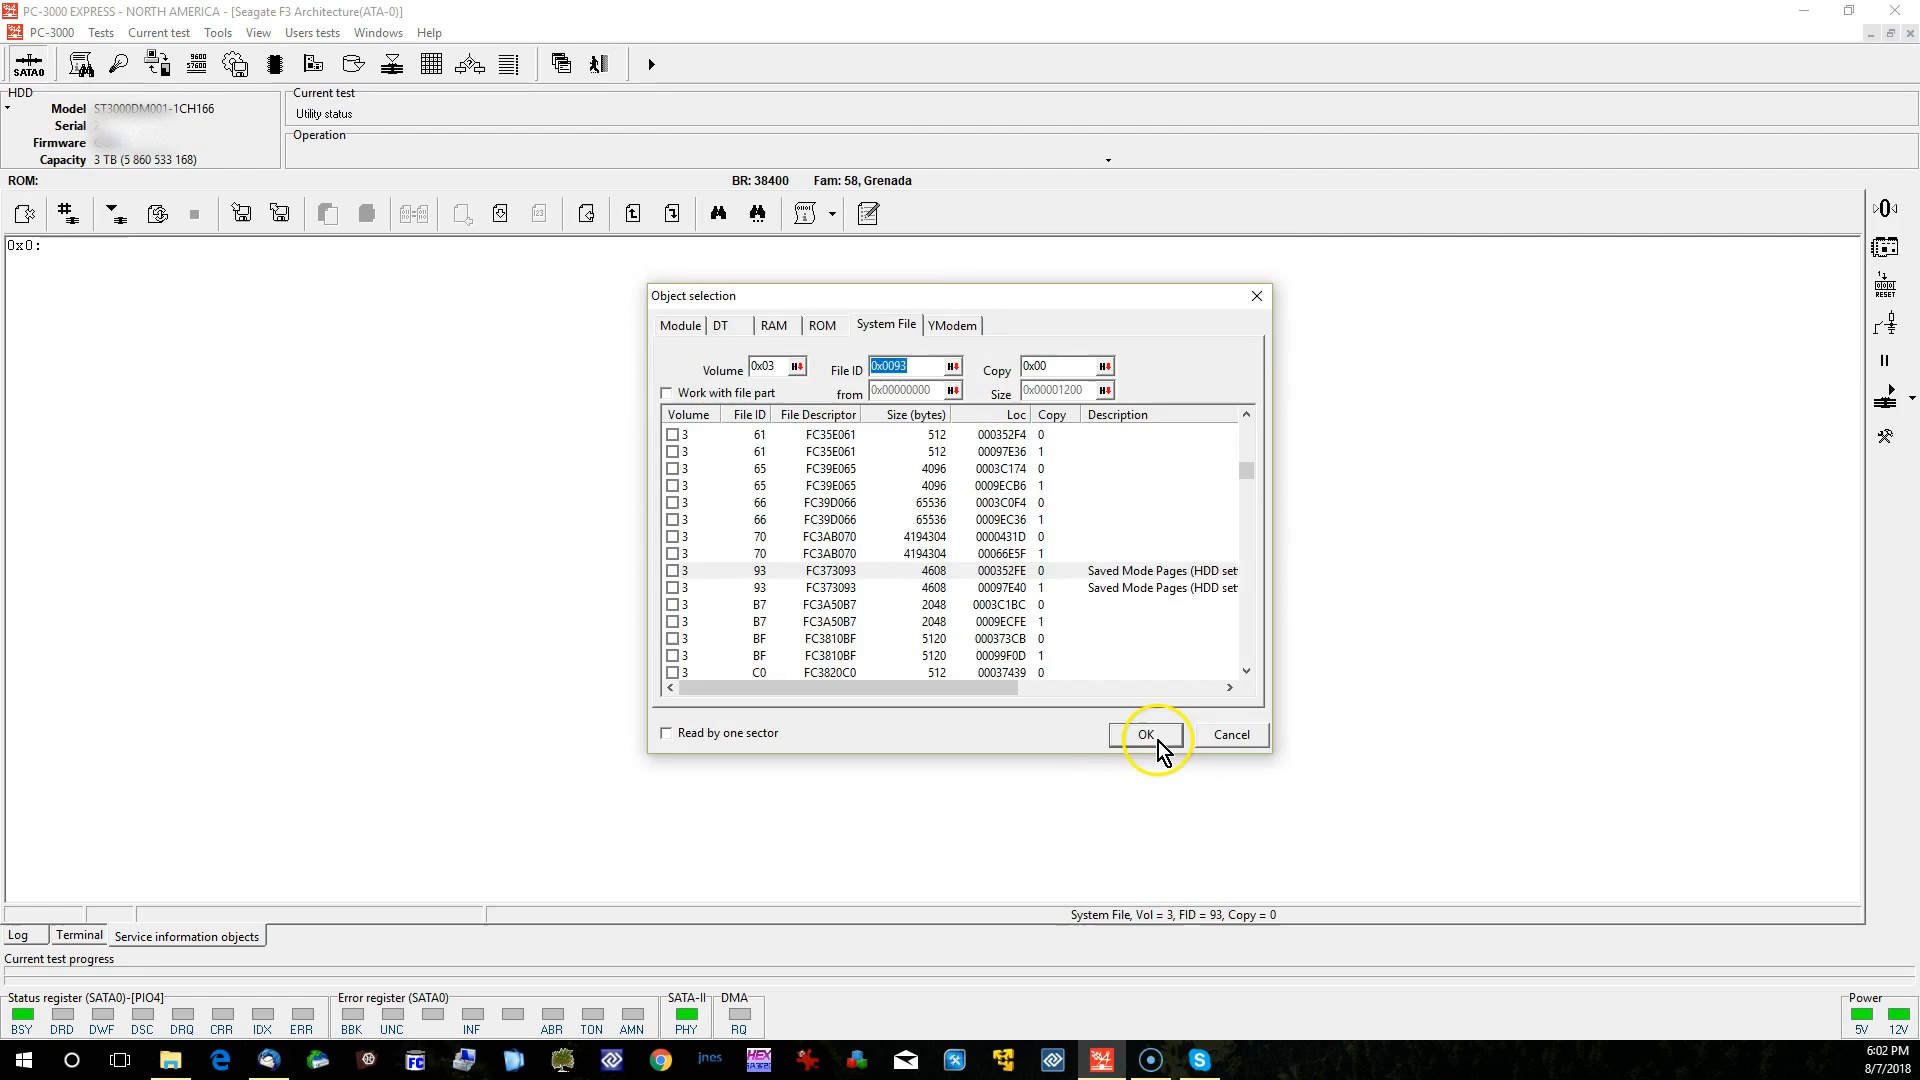 PC-3000 EXPRESS - NORTH AMERICA - [Seagate F3 Architecture(ATA-0)]
PC-3000 Tests Current test Tools View Users tests Windows Help
SATA0
9600
57600
HDD
Model ST3000DM001-1CH166
Serial
Firmware
Capacity 3 TB (5 860 533 168)
Current test
Utility status
Operation
ROM: BR: 38400 Fam: 58, Grenada
0x0:
RESET
Object selection
Module DT RAM ROM System File YModem
Volume 0x03 File ID 0x0093 Copy 0x00
Work with file part from 0x00000000 Size 0x00001200
Volume File ID File Descriptor Size (bytes) Loc Copy Description
3 61 FC35E061 512 000352F4 0
3 61 FC35E061 512 00097E36 1
3 65 FC39E065 4096 0003C174 0
3 65 FC39E065 4096 0009ECB6 1
3 66 FC39D066 65536 0003C0F4 0
3 66 FC39D066 65536 0009EC36 1
3 70 FC3AB070 4194304 0000431D 0
3 70 FC3AB070 4194304 00066E5F 1
3 93 FC373093 4608 000352FE 0 Saved Mode Pages (HDD set
3 93 FC373093 4608 00097E40 1 Saved Mode Pages (HDD set
3 B7 FC3A50B7 2048 0003C1BC 0
3 B7 FC3A50B7 2048 0009ECFE 1
3 BF FC3810BF 5120 000373CB 0
3 BF FC3810BF 5120 00099F0D 1
3 C0 FC3820C0 512 00037439 0
Read by one sector OK Cancel
System File, Vol = 3, FID = 93, Copy = 0
Log Terminal Service information objects
Current test progress
Status register (SATA0)-[PIO4] Error register (SATA0) SATA-II DMA Power
BSY DRD DWF DSC DRQ CRR IDX ERR BBK UNC INF ABR TON AMN PHY RQ 5V 12V
FC jnes HEX
6:02 PM
8/7/2018